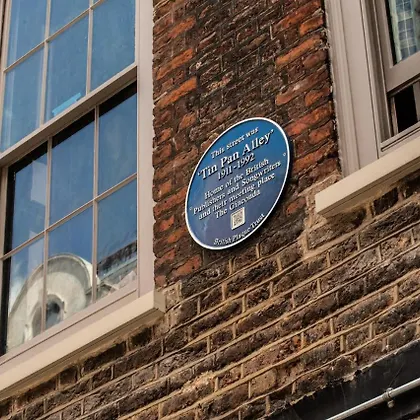 This street was
'Tin Pan Alley'
1911-1992
Home of the British
Publishers and Songwriters
and their meeting place
The Giaconda
British Plaque Trust